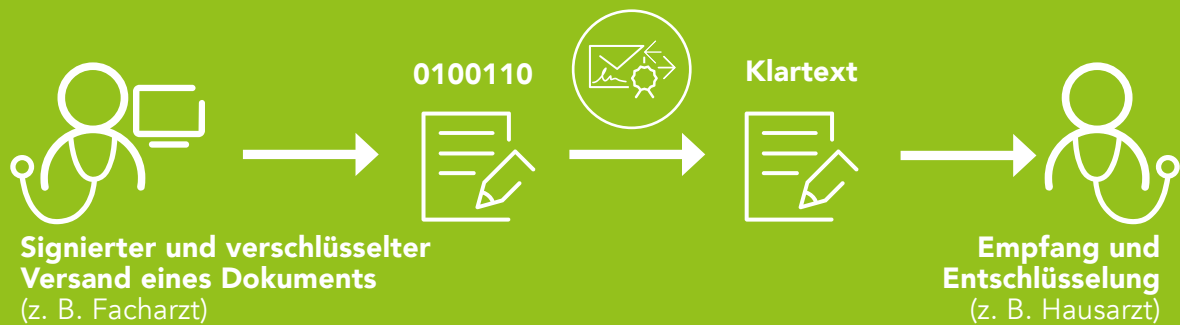 0100110
Klartext
Signierter und verschlüsselter
Versand eines Dokuments
(z. B. Facharzt)
Empfang und
Entschlüsselung
(z. B. Hausarzt)